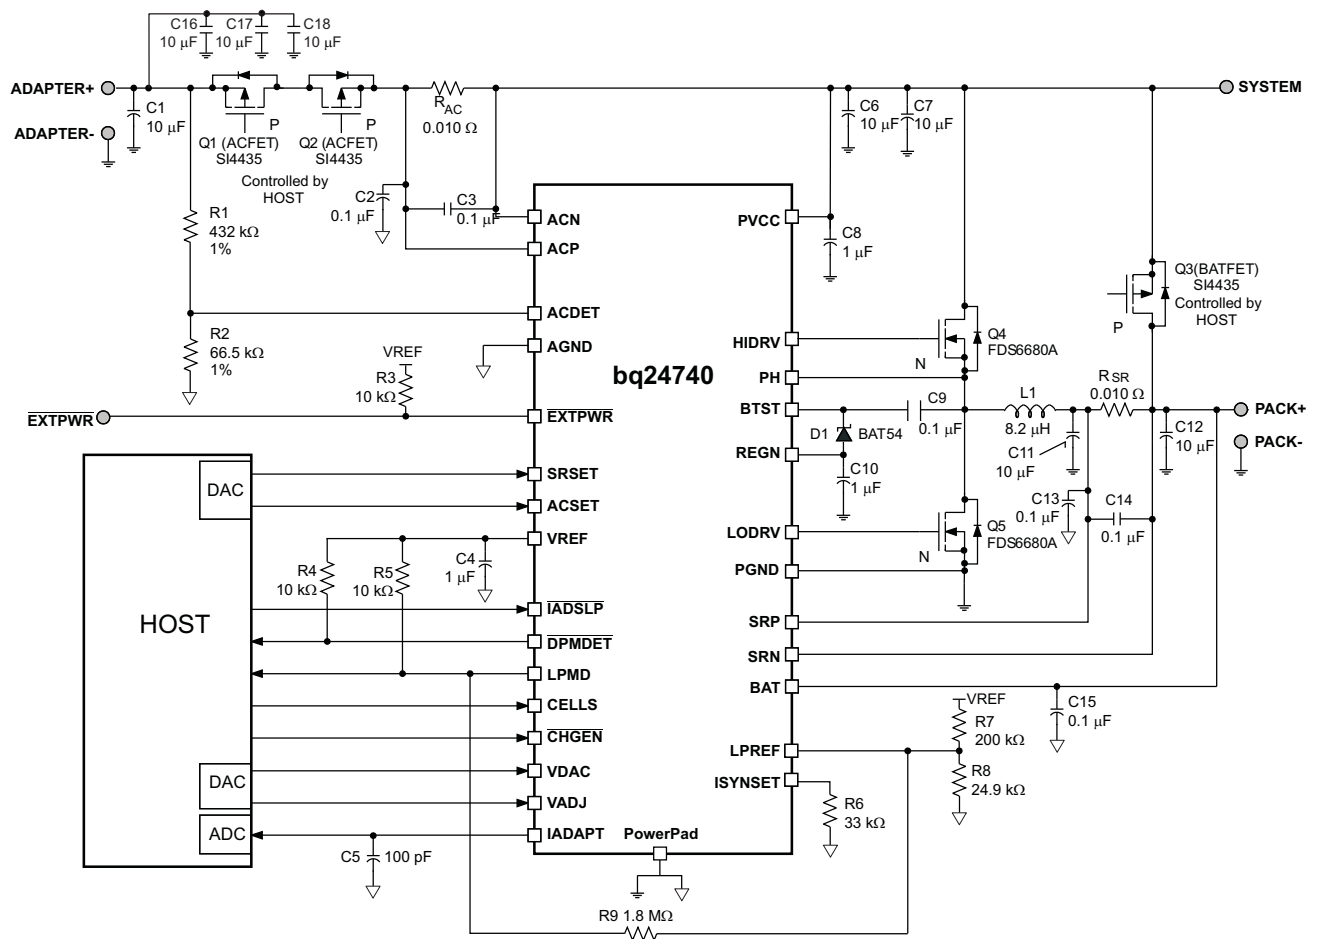 C16
10 μF
C17
10 μF
C18
10 μF
ADAPTER+
C1
10 μF
ADAPTER-
P
Q1 (ACFET)
SI4435
P
Q2 (ACFET)
SI4435
Controlled by
HOST
RAC
0.010 Ω
C2
0.1 μF
C3
0.1 μF
R1
432 kΩ
1%
R2
66.5 kΩ
1%
VREF
R3
10 kΩ
EXTPWR
SYSTEM
C6
10 μF
C7
10 μF
C8
1 μF
Q3(BATFET)
SI4435
Controlled by
HOST
P
bq24740
ACN
ACP
ACDET
AGND
EXTPWR
SRSET
ACSET
VREF
IADSLP
DPMDET
LPMD
CELLS
CHGEN
VDAC
VADJ
IADAPT
PowerPad
PVCC
HIDRV
PH
BTST
REGN
LODRV
PGND
SRP
SRN
BAT
LPREF
ISYNSET
Q4
FDS6680A
N
C9
0.1 μF
D1
BAT54
C10
1 μF
L1
8.2 μH
RSR
0.010 Ω
C11
10 μF
C12
10 μF
PACK+
PACK-
C13
0.1 μF
C14
0.1 μF
Q5
FDS6680A
N
C15
0.1 μF
VREF
R7
200 kΩ
R8
24.9 kΩ
R6
33 kΩ
HOST
DAC
DAC
ADC
R4
10 kΩ
R5
10 kΩ
C4
1 μF
C5
100 pF
R9 1.8 MΩ